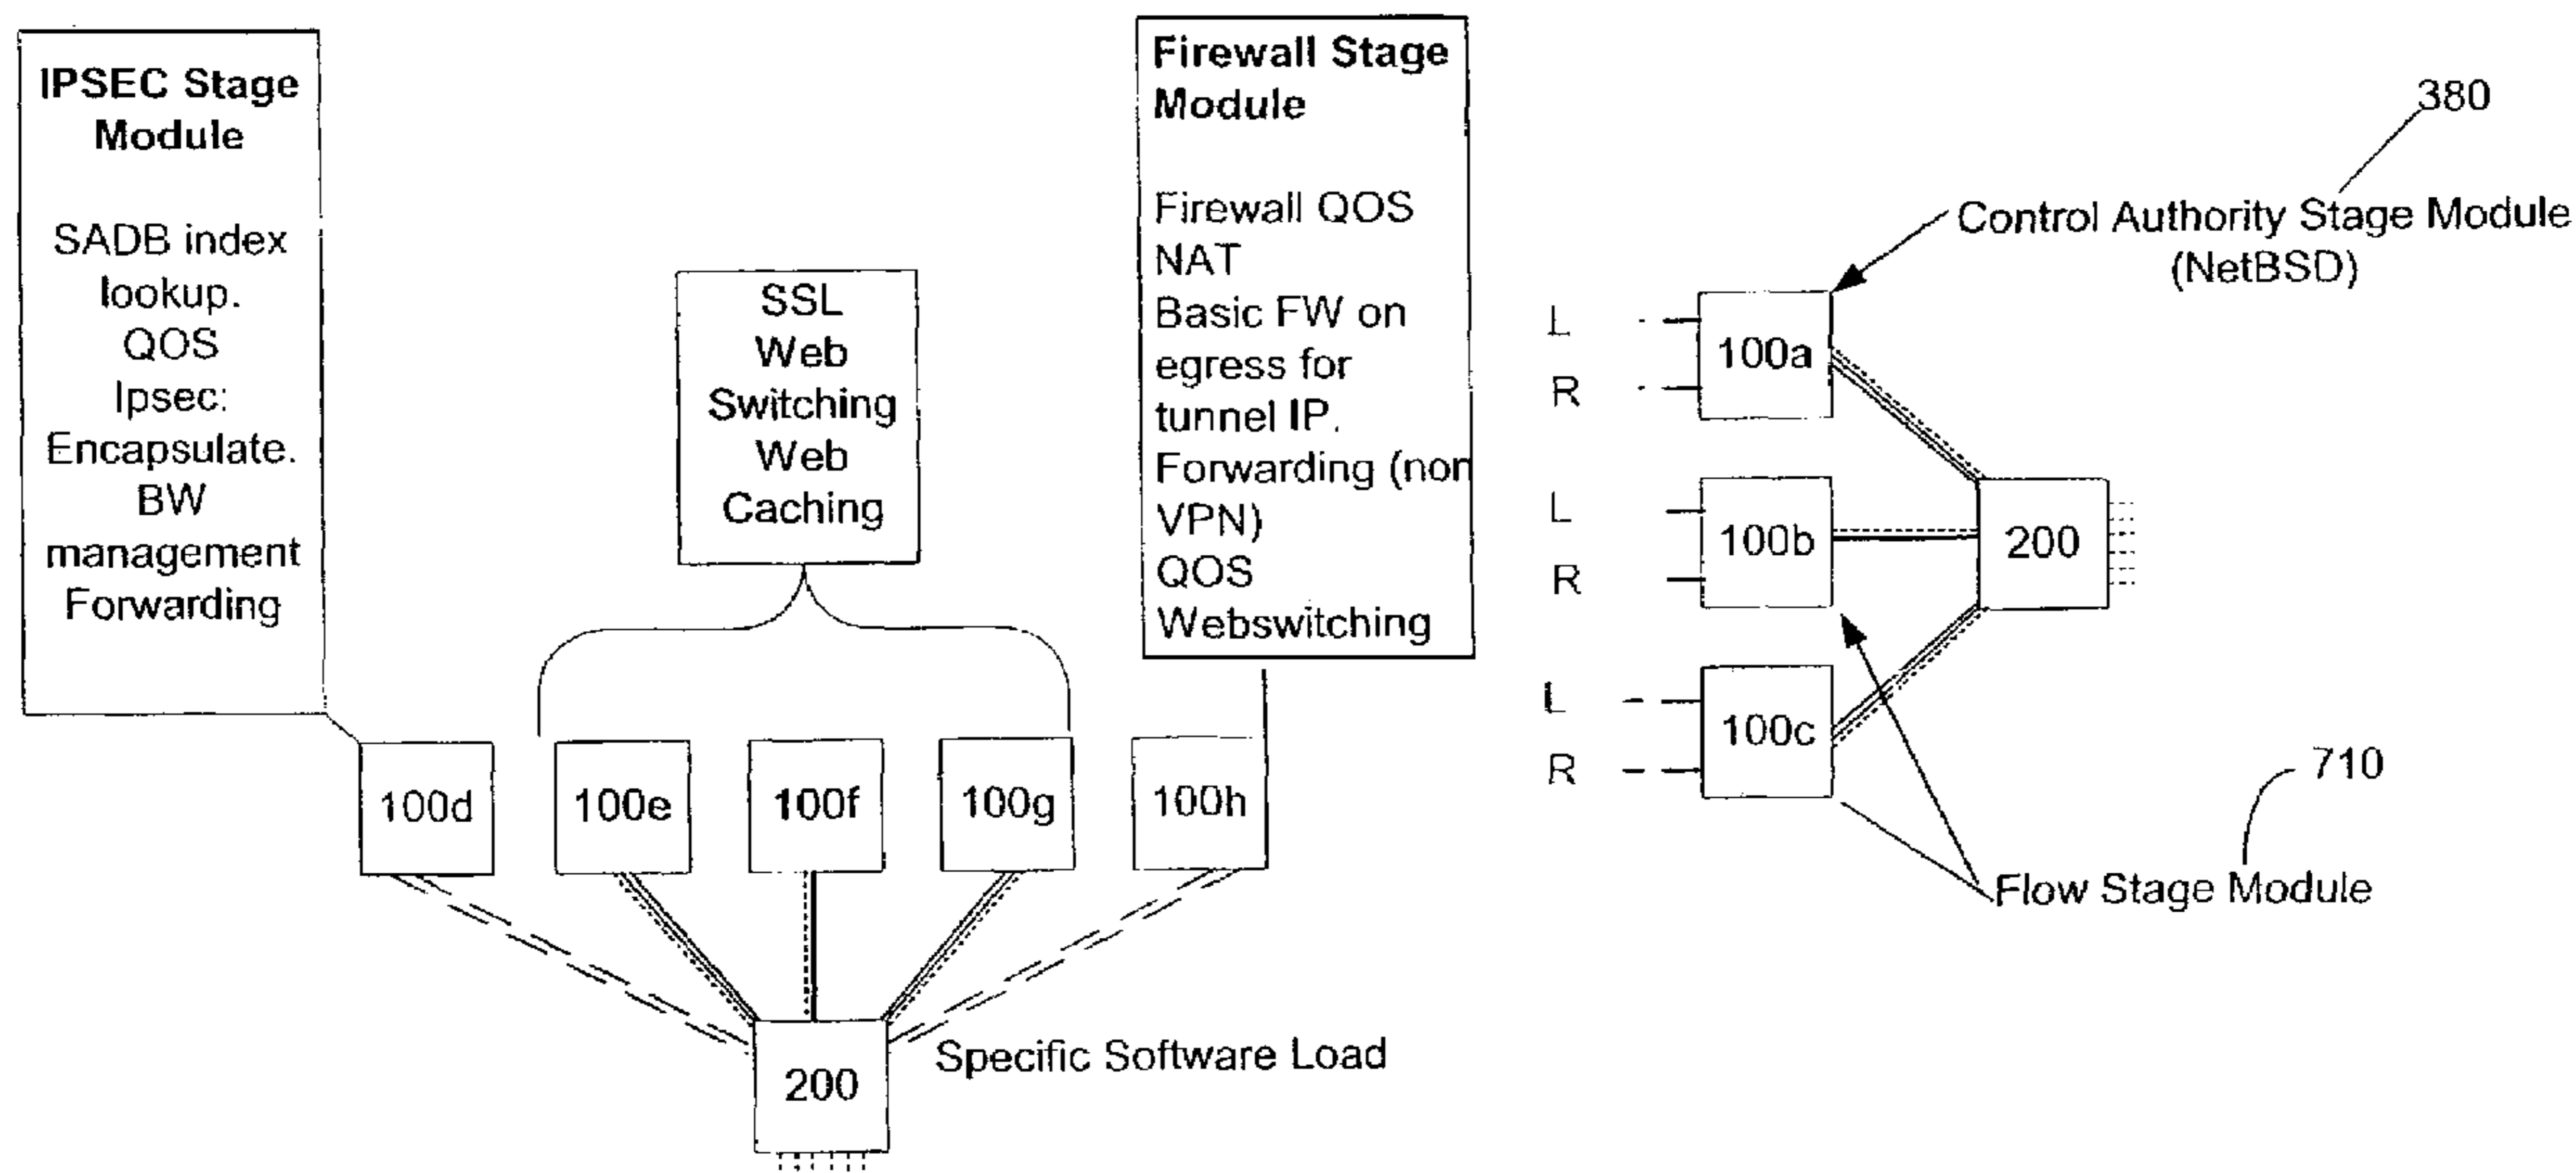 IPSEC Stage
Module
SADB index
lookup.
QOS
Ipsec:
Encapsulate.
BW
management
Forwarding
SSL
Web
Switching
Web
Caching
Firewall Stage
Module
Firewall QOS
NAT
Basic FW on
egress for
tunnel IP.
Forwarding (non
VPN)
QOS
Webswitching
100d
100e
100f
100g
100h
200
Specific Software Load
380
Control Authority Stage Module
(NetBSD)
L
R
100a
L
R
100b
200
L
R
100c
710
Flow Stage Module